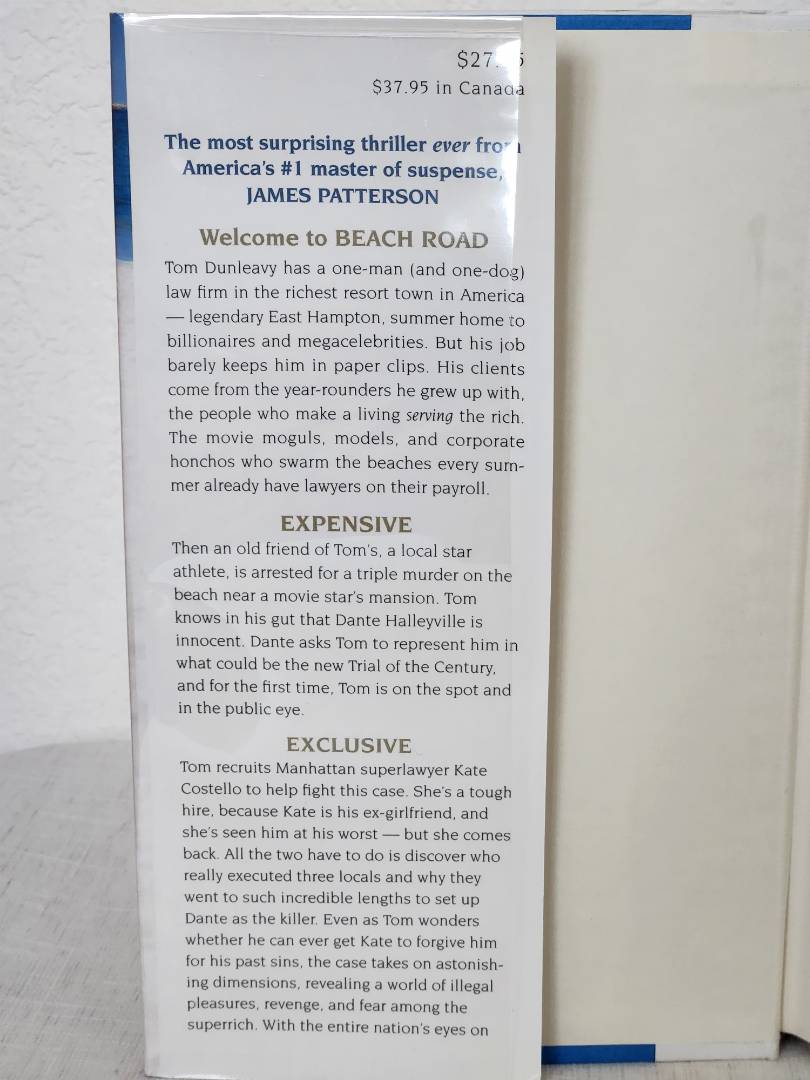 $37.95 in Canada
The most surprising thriller ever from
America's #1 master of suspense,
JAMES PATTERSON
Welcome to BEACH ROAD
Tom Dunleavy has a one-man (and one-dog)
law firm in the richest resort town in America
— legendary East Hampton, summer home to
billionaires and megacelebrities. But his job
barely keeps him in paper clips. His clients
come from the year-rounders he grew up with,
the people who make a living serving the rich.
The movie moguls, models, and corporate
honchos who swarm the beaches every sum-
mer already have lawyers on their payroll.
EXPENSIVE
Then an old friend of Tom's, a local star
athlete, is arrested for a triple murder on the
beach near a movie star's mansion. Tom
knows in his gut that Dante Halleyville is
innocent. Dante asks Tom to represent him in
what could be the new Trial of the Century,
and for the first time, Tom is on the spot and
in the public eye.
EXCLUSIVE
Tom recruits Manhattan superlawyer Kate
Costello to help fight this case. She's a tough
hire, because Kate is his ex-girlfriend, and
she's seen him at his worst — but she comes
back. All the two have to do is discover who
really executed three locals and why they
went to such incredible lengths to set up
Dante as the killer. Even as Tom wonders
whether he can ever get Kate to forgive him
for his past sins, the case takes on astonish-
ing dimensions, revealing a world of illegal
pleasures, revenge, and fear among the
superrich. With the entire nation's eyes on